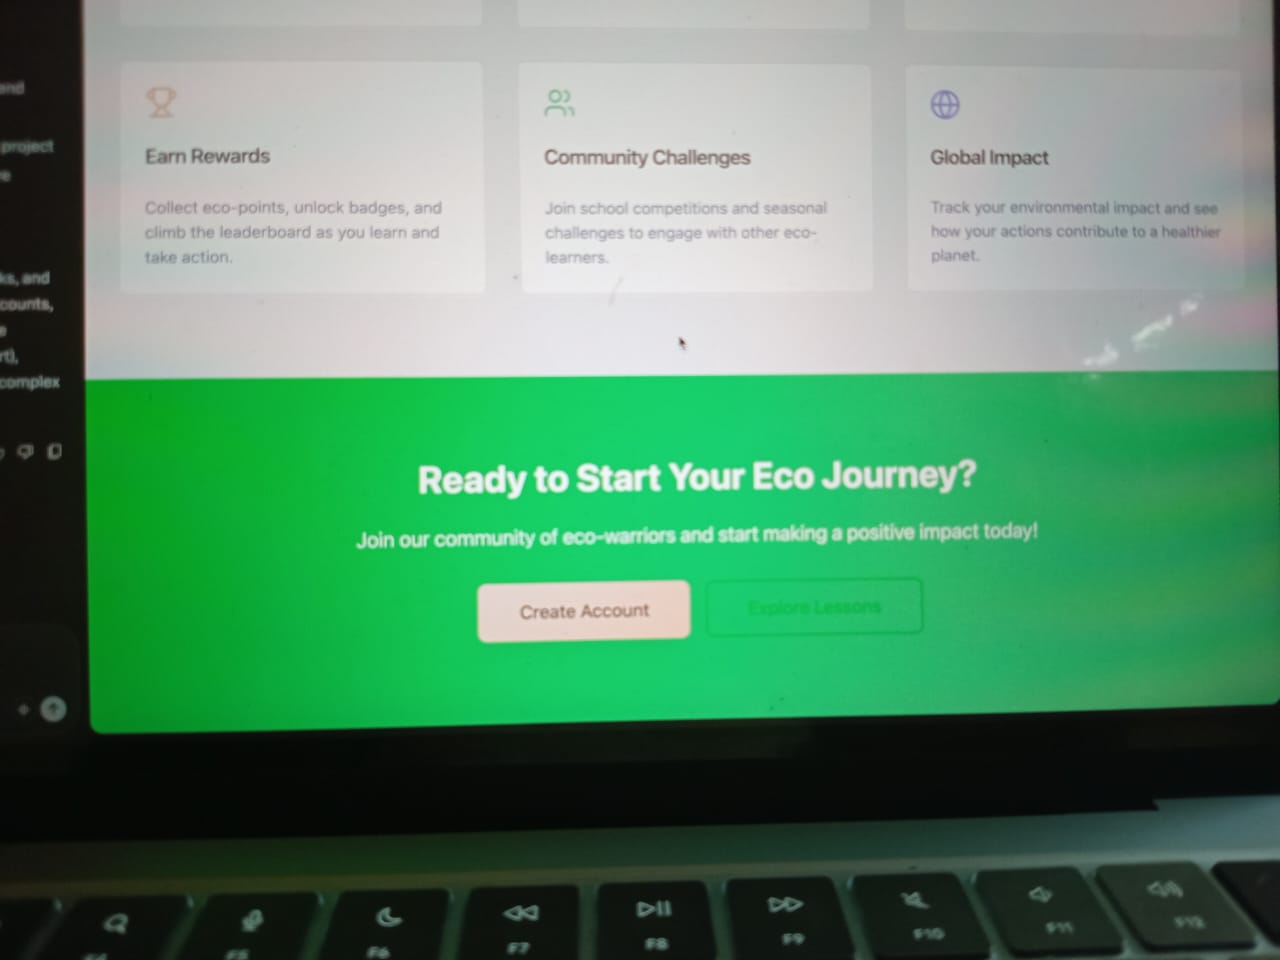 and
project
ks, and
counts,
rt),
complex
Earn Rewards
Collect eco-points, unlock badges, and
climb the leaderboard as you learn and
take action.
Community Challenges
Join school competitions and seasonal
challenges to engage with other eco-
learners.
Global Impact
Track your environmental impact and see
how your actions contribute to a healthier
planet.
Ready to Start Your Eco Journey?
Join our community of eco-warriors and start making a positive impact today!
Create Account
Explore Lessons
F4
F5
F6
F7
F8
F9
F10
F11
F12